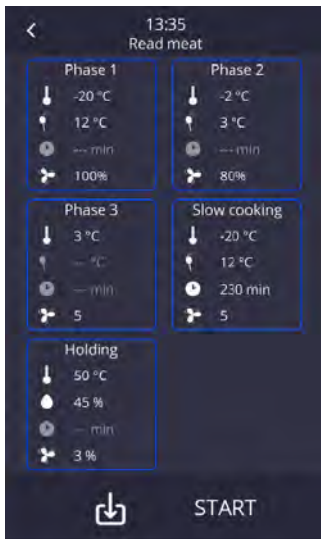 13:35
Read meat
Phase 1
-20 °C
12 °C
--- min
100%
Phase 2
-2 °C
3 °C
--- min
80%
Phase 3
3 °C
--- °C
--- min
5
Slow cooking
-20 °C
12 °C
230 min
5
Holding
50 °C
45 %
--- min
3 %
START